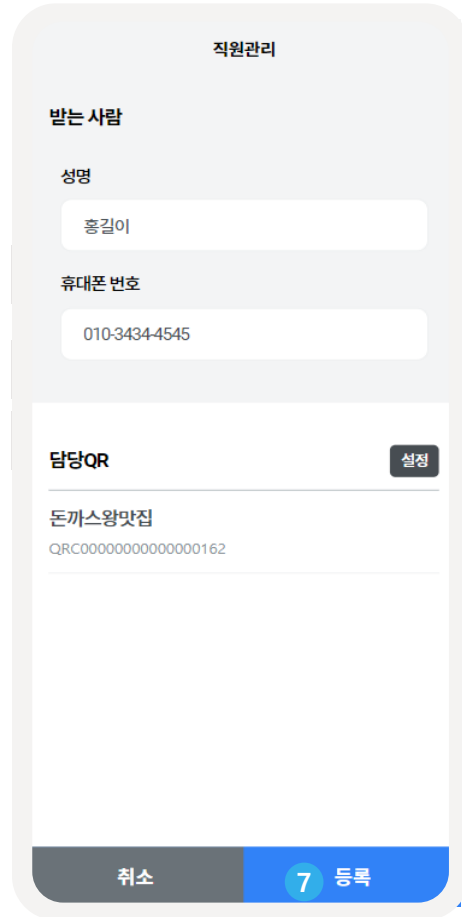 직원관리
받는 사람
성명
홍길이
휴대폰 번호
010-3434-4545
담당QR 설정
돈까스왕맛집
QRC00000000000000162
취소 7 등록